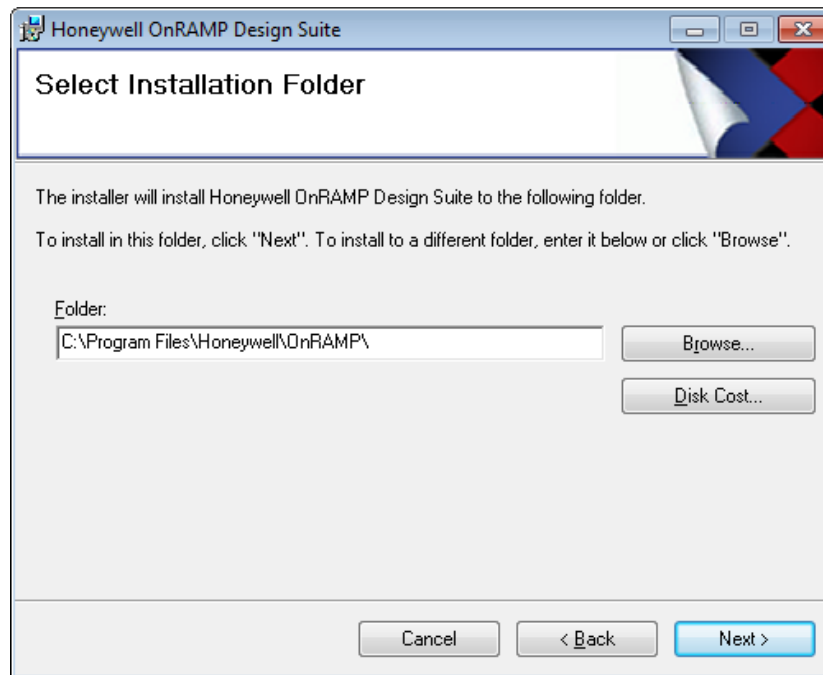 Honeywell OnRAMP Design Suite
Select Installation Folder
The installer will install Honeywell OnRAMP Design Suite to the following folder.
To install in this folder, click "Next". To install to a different folder, enter it below or click "Browse".
Folder:
C:\Program Files\Honeywell\OnRAMP\
Browse...
Disk Cost...
Cancel
< Back
Next >